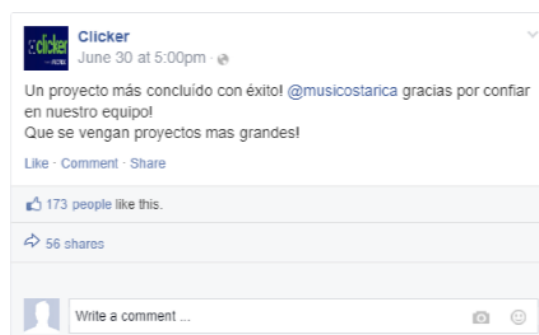 clicker
Clicker
June 30 at 5:00pm ·
Un proyecto más concluído con éxito! @musicostarica gracias por confiar
en nuestro equipo!
Que se vengan proyectos mas grandes!
Like · Comment · Share
173 people like this.
56 shares
Write a comment ...